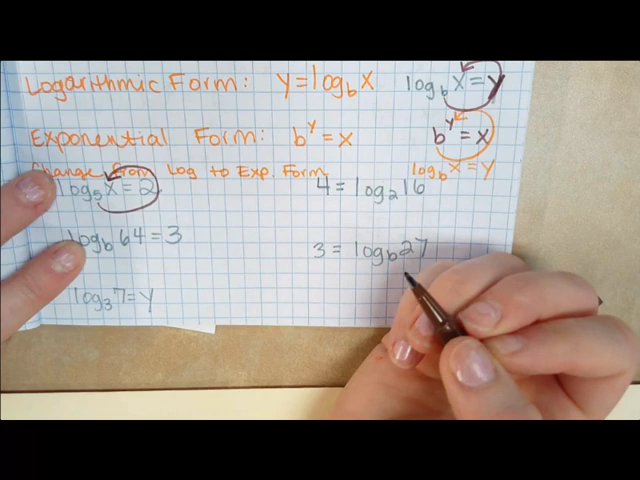 Logarithmic Form: y = log_b x
log_b x = y
Exponential Form: b^y = x
b^y = x
Change from Log to Exp. Form
log_b x = y
log_5 x = 2
4 = log_2 16
log_b 64 = 3
3 = log_b 27
log_3 7 = y